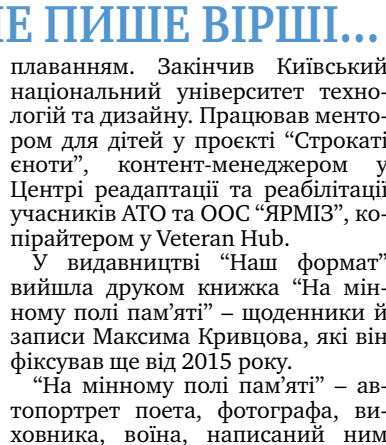 Е ПИШЕ ВІРШІ...
плаванням. Закінчив Київський
національний університет техно-
логій та дизайну. Працював менто-
ром для дітей у проєкті “Строкаті
єноти”, контент-менеджером у
Центрі реадаптації та реабілітації
учасників АТО та ООС “ЯРМІЗ”, ко-
пірайтером у Veteran Hub.
У видавництві “Наш формат”
вийшла друком книжка “На мін-
ному полі пам’яті” – щоденники й
записи Максима Кривцова, які він
фіксував ще від 2015 року.
“На мінному полі пам’яті” – ав-
топортрет поета, фотографа, ви-
ховника, воїна, написаний ним